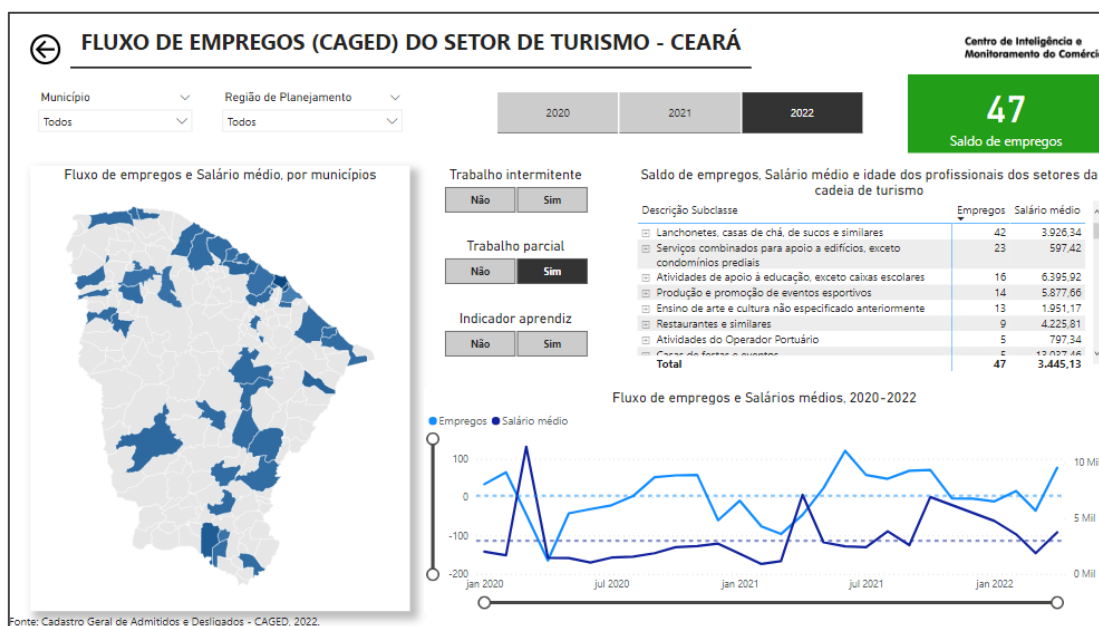 FLUXO DE EMPREGOS (CAGED) DO SETOR DE TURISMO - CEARÁ
Centro de Inteligência e
Monitoramento do Comérci
Município
Todos
Região de Planejamento
Todos
2020
2021
2022
47
Saldo de empregos
Fluxo de empregos e Salário médio, por municípios
Trabalho intermitente
Não
Sim
Trabalho parcial
Não
Sim
Indicador aprendiz
Não
Sim
Saldo de empregos, Salário médio e idade dos profissionais dos setores da
cadeia de turismo
Descrição Subclasse Empregos Salário médio
Lanchonetes, casas de chá, de sucos e similares 42 3.926,34
Serviços combinados para apoio a edifícios, exceto 23 597,42
condomínios prediais
Atividades de apoio à educação, exceto caixas escolares 16 6.395,92
Produção e promoção de eventos esportivos 14 5.877,66
Ensino de arte e cultura não especificado anteriormente 13 1.951,17
Restaurantes e similares 9 4.225,81
Atividades do Operador Portuário 5 797,34
Casas de festas e eventos 5 13.037,46
Total 47 3.445,13
Fluxo de empregos e Salários médios, 2020-2022
Empregos Salário médio
100
0
-100
-200
10 Mil
5 Mil
0 Mil
jan 2020
jul 2020
jan 2021
jul 2021
jan 2022
Fonte: Cadastro Geral de Admitidos e Desligados - CAGED, 2022.